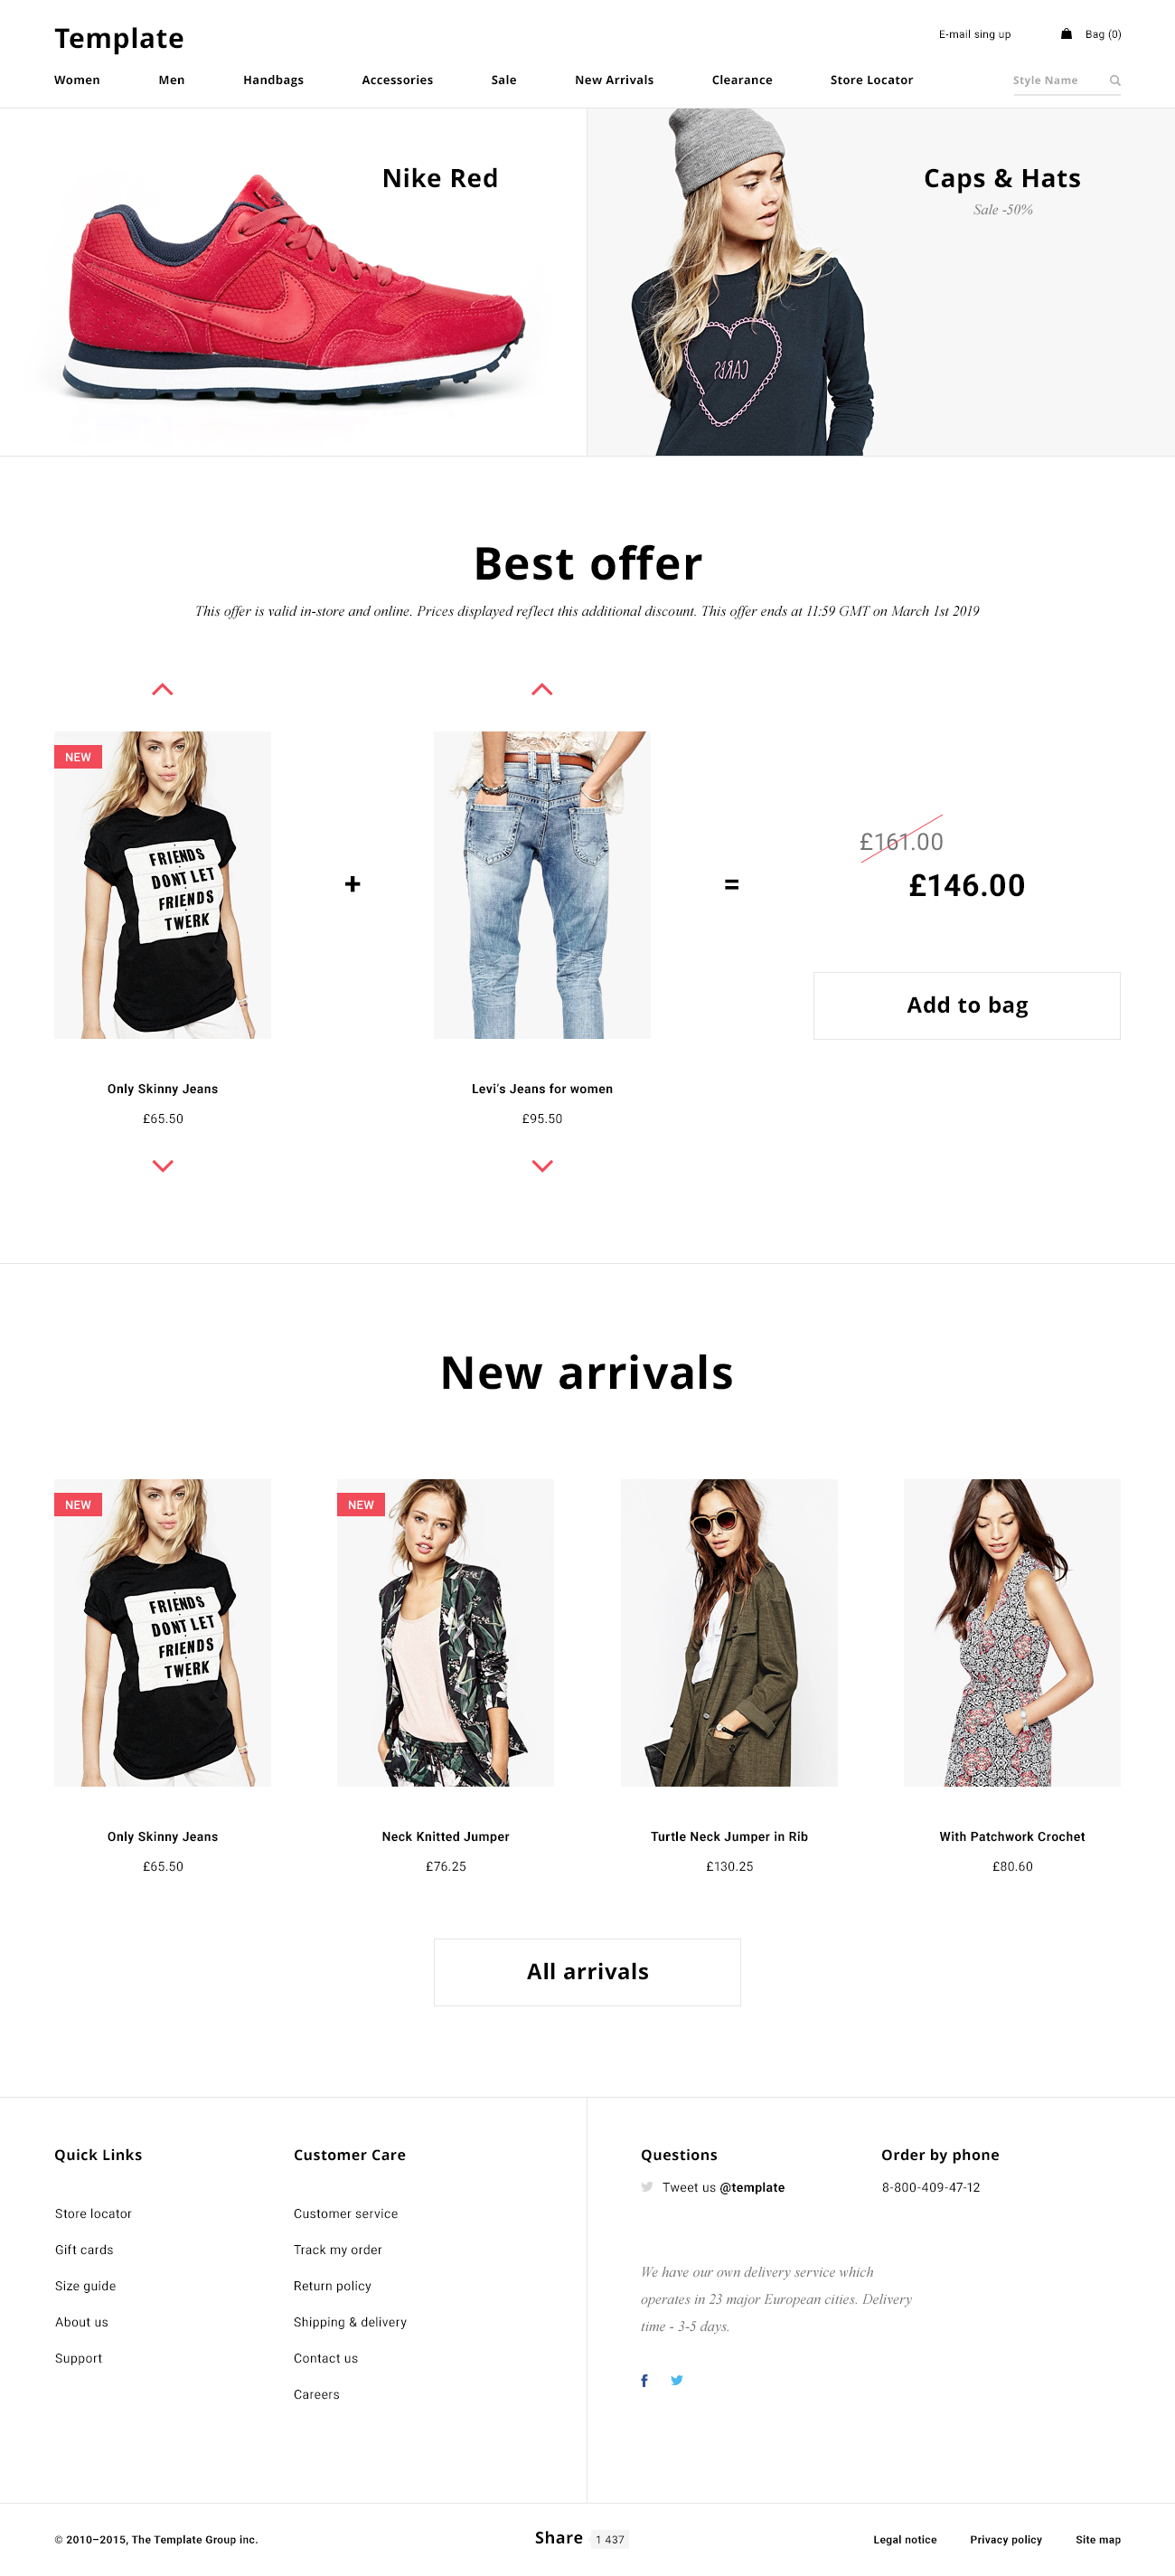 Template
E-mail sing up
Bag (0)
Women Men Handbags Accessories Sale New Arrivals Clearance Store Locator
Style Name
Nike Red
Caps & Hats
Sale -50%
Best offer
This offer is valid in-store and online. Prices displayed reflect this additional discount. This offer ends at 11:59 GMT on March 1st 2019
NEW
FRIENDS
DONT LET
FRIENDS
TWERK
+
=
£161.00
£146.00
Add to bag
Only Skinny Jeans
£65.50
Levi's Jeans for women
£95.50
New arrivals
NEW
FRIENDS
DONT LET
FRIENDS
TWERK
NEW
Only Skinny Jeans
£65.50
Neck Knitted Jumper
£76.25
Turtle Neck Jumper in Rib
£130.25
With Patchwork Crochet
£80.60
All arrivals
Quick Links
Store locator
Gift cards
Size guide
About us
Support
Customer Care
Customer service
Track my order
Return policy
Shipping & delivery
Contact us
Careers
Questions
Tweet us @template
Order by phone
8-800-409-47-12
We have our own delivery service which
operates in 23 major European cities. Delivery
time - 3-5 days.
© 2010–2015, The Template Group inc.
Share 1 437
Legal notice Privacy policy Site map